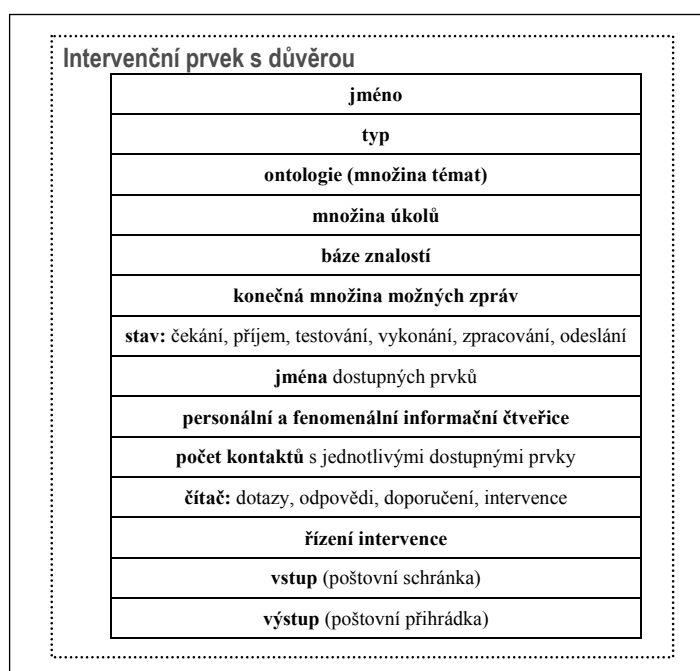 Intervenční prvek s důvěrou
jméno
typ
ontologie (množina témat)
množina úkolů
báze znalostí
konečná množina možných zpráv
stav: čekání, příjem, testování, vykonání, zpracování, odeslání
jména dostupných prvků
personální a fenomenální informační čtveřice
počet kontaktů s jednotlivými dostupnými prvky
čítač: dotazy, odpovědi, doporučení, intervence
řízení intervence
vstup (poštovní schránka)
výstup (poštovní přihrádka)